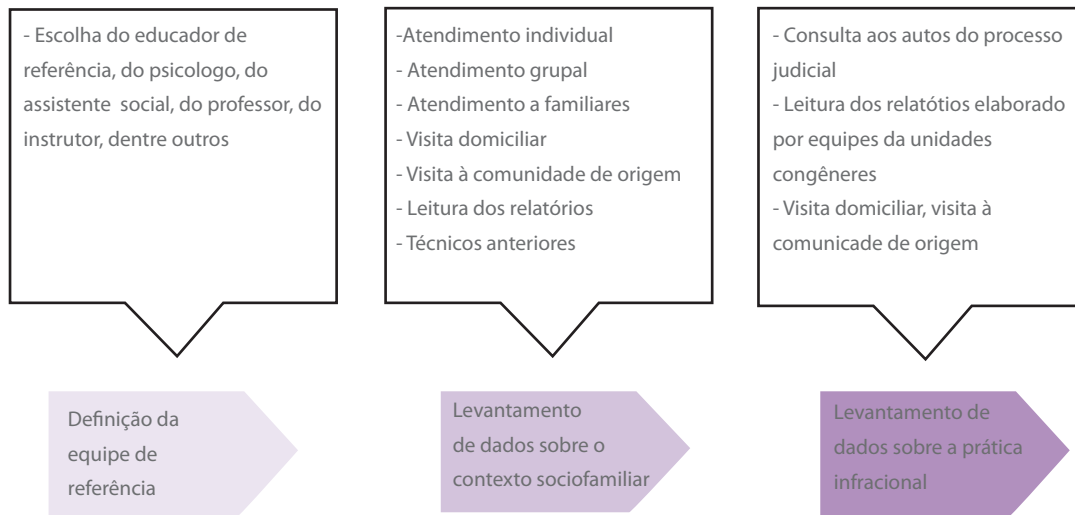 - Escolha do educador de
referência, do psicologo, do
assistente social, do professor, do
instrutor, dentre outros
-Atendimento individual
- Atendimento grupal
- Atendimento a familiares
- Visita domiciliar
- Visita à comunidade de origem
- Leitura dos relatórios
- Técnicos anteriores
- Consulta aos autos do processo
judicial
- Leitura dos relatótios elaborado
por equipes da unidades
congêneres
- Visita domiciliar, visita à
comunicade de origem
Definição da
equipe de
referência
Levantamento
de dados sobre o
contexto sociofamiliar
Levantamento de
dados sobre a prática
infracional